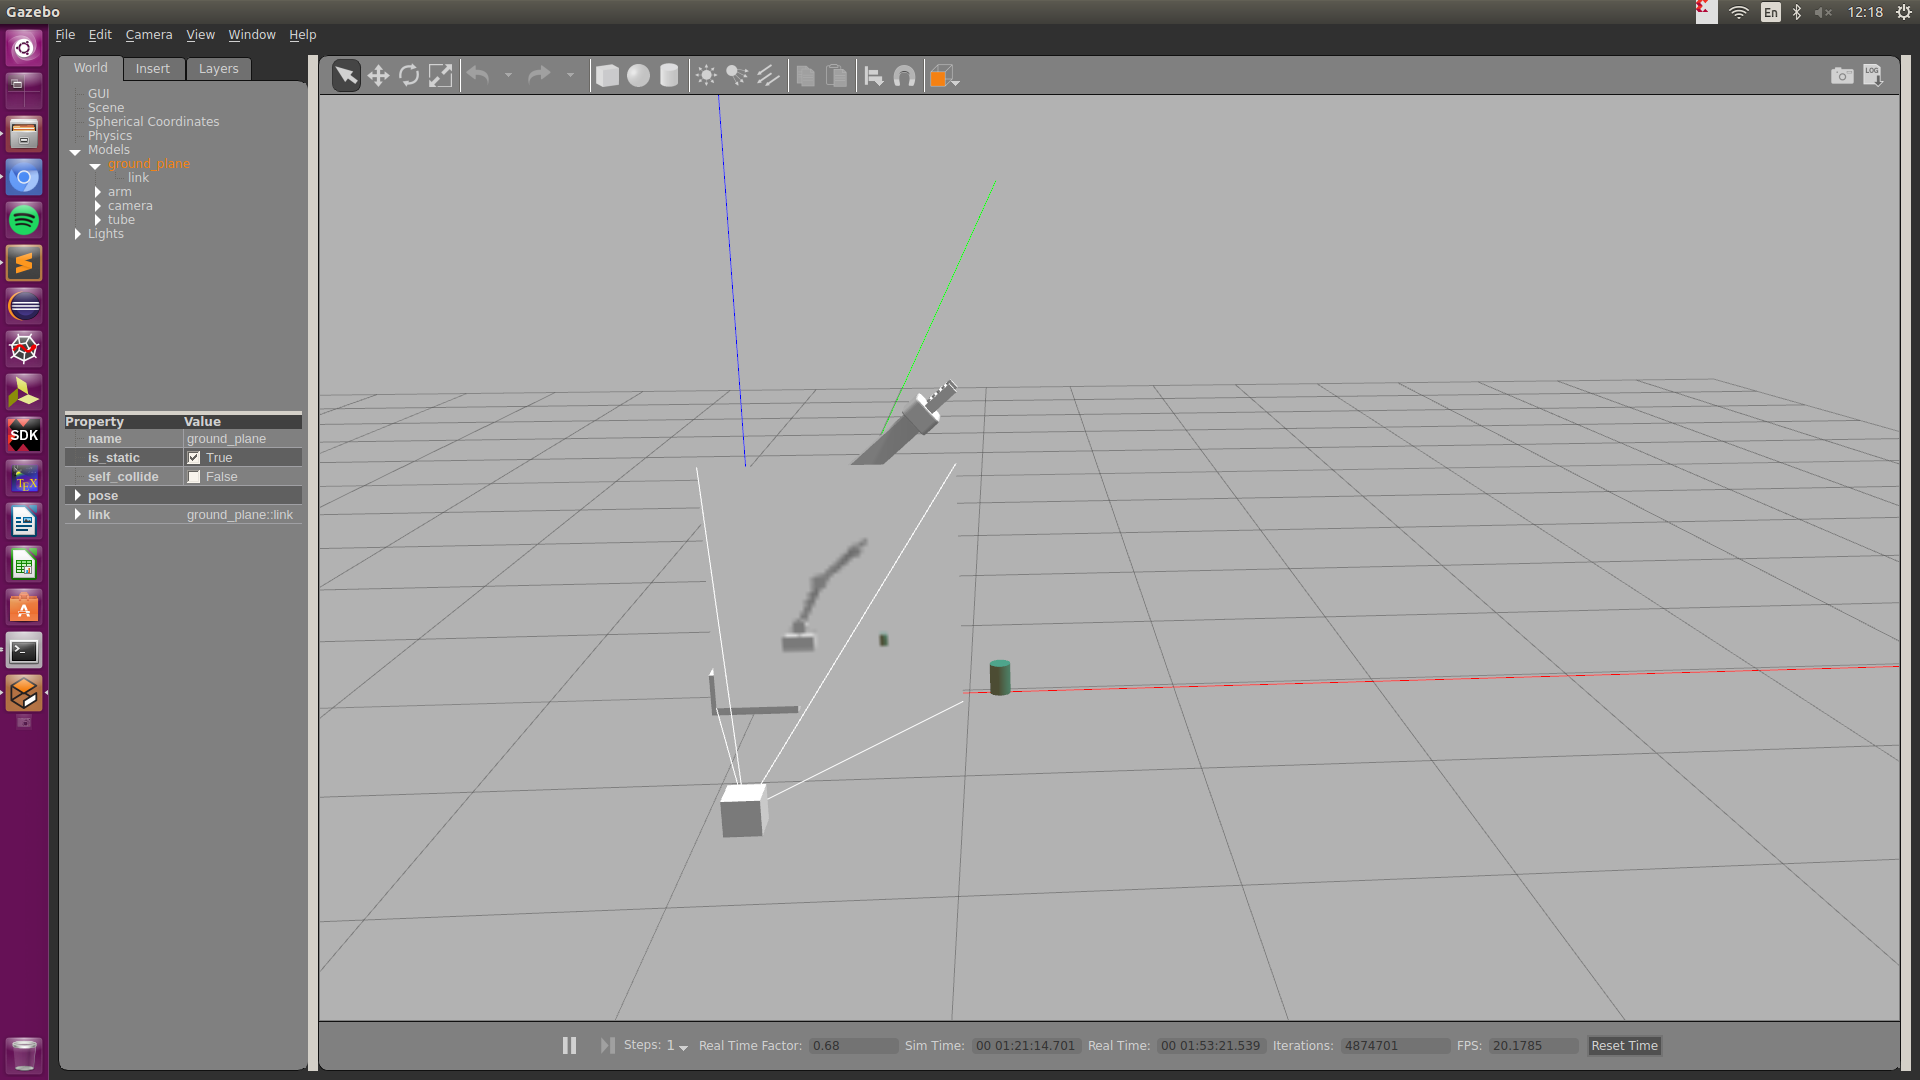 Gazebo
En
12:18
File Edit Camera View Window Help
World Insert Layers
LOG
GUI
Scene
Spherical Coordinates
Physics
Models
ground_plane
link
arm
camera
tube
Lights
SDK
TeX
Property Value
name ground_plane
is_static True
self_collide False
pose
link ground_plane::link
Steps: 1 Real Time Factor: 0.68 Sim Time: 00 01:21:14.701 Real Time: 00 01:53:21.539 Iterations: 4874701 FPS: 20.1785 Reset Time